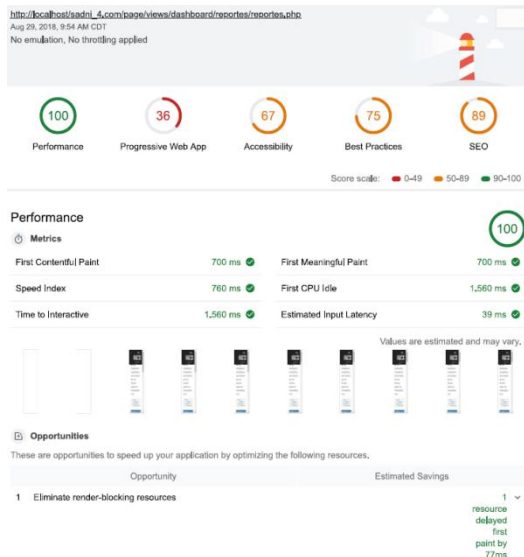 http://localhost/sadni_4.com/page/views/dashboard/reportes/reportes.php
Aug 29, 2018, 9:54 AM CDT
No emulation, No throttling applied
100
36
67
75
89
Performance
Progressive Web App
Accessibility
Best Practices
SEO
Score scale: 0-49 50-89 90-100
Performance
100
Metrics
First Contentful Paint 700 ms
First Meaningful Paint 700 ms
Speed Index 760 ms
First CPU Idle 1,560 ms
Time to Interactive 1,560 ms
Estimated Input Latency 39 ms
Values are estimated and may vary.
Opportunities
These are opportunities to speed up your application by optimizing the following resources.
Opportunity Estimated Savings
1 Eliminate render-blocking resources
1
resource
delayed
first
paint by
77ms